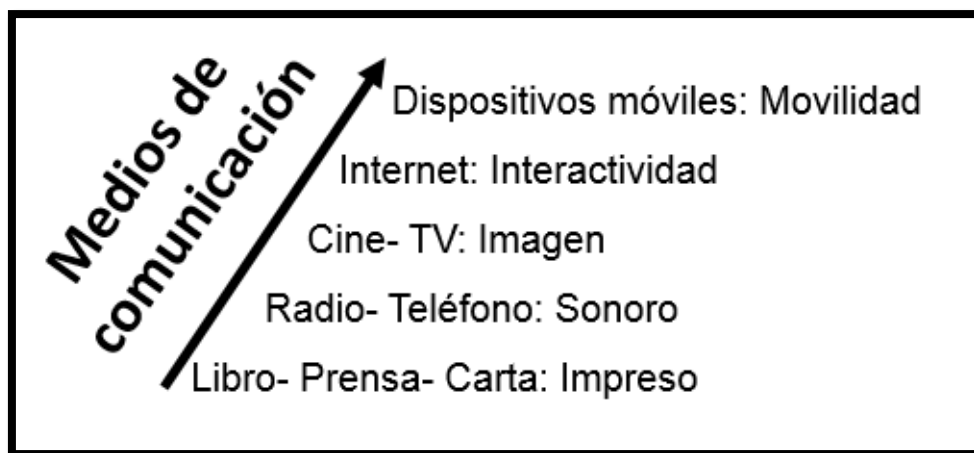 Medios de
comunicación
Dispositivos móviles: Movilidad
Internet: Interactividad
Cine- TV: Imagen
Radio- Teléfono: Sonoro
Libro- Prensa- Carta: Impreso